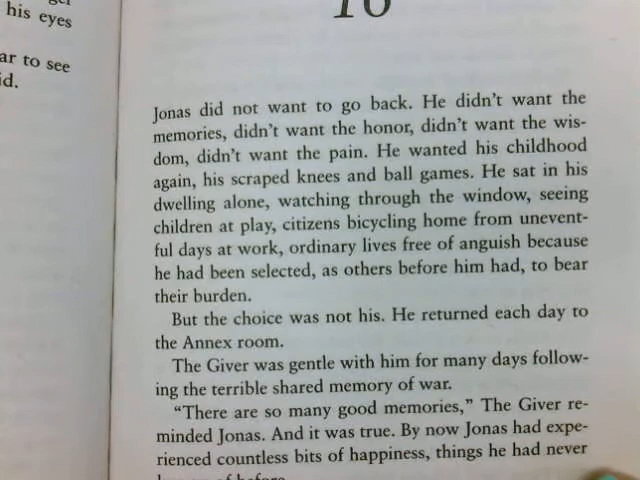 his eyes
to see
16
Jonas did not want to go back. He didn't want the
memories, didn't want the honor, didn't want the wis-
dom, didn't want the pain. He wanted his childhood
again, his scraped knees and ball games. He sat in his
dwelling alone, watching through the window, seeing
children at play, citizens bicycling home from unevent-
ful days at work, ordinary lives free of anguish because
he had been selected, as others before him had, to bear
their burden.
But the choice was not his. He returned each day to
the Annex room.
The Giver was gentle with him for many days follow-
ing the terrible shared memory of war.
"There are so many good memories," The Giver re-
minded Jonas. And it was true. By now Jonas had expe-
rienced countless bits of happiness, things he had never